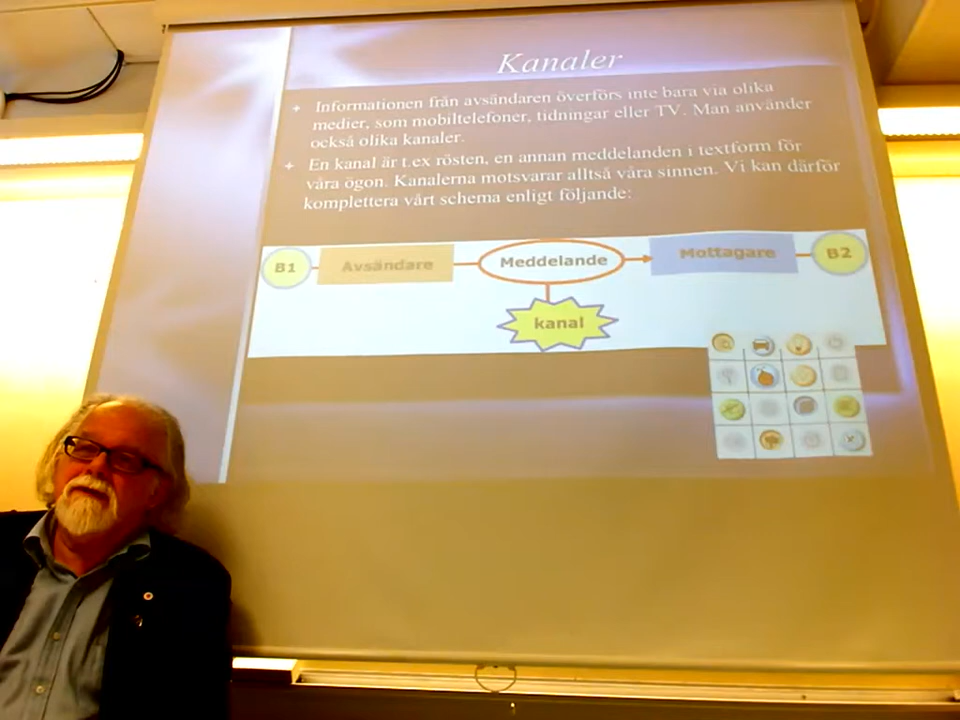 Kanaler
Informationen från avsändaren överförs inte bara via olika
medier, som mobiltelefoner, tidningar eller TV. Man använder
också olika kanaler.
En kanal är t.ex rösten, en annan meddelanden i textform för
våra ögon. Kanalerna motsvarar alltså våra sinnen. Vi kan därför
komplettera vårt schema enligt följande:
B1 Avsändare Meddelande Mottagare B2
kanal